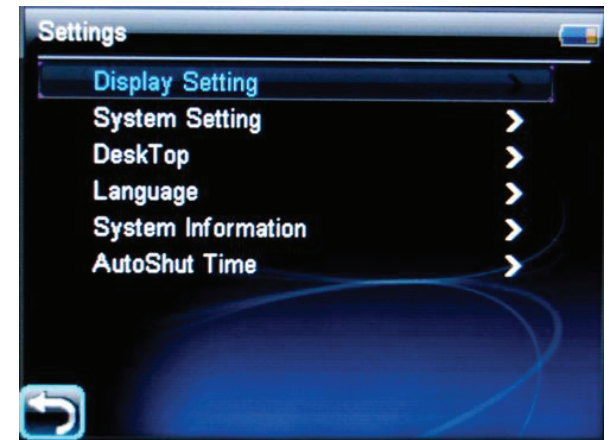 Settings
Display Setting
System Setting
DeskTop
Language
System Information
AutoShut Time